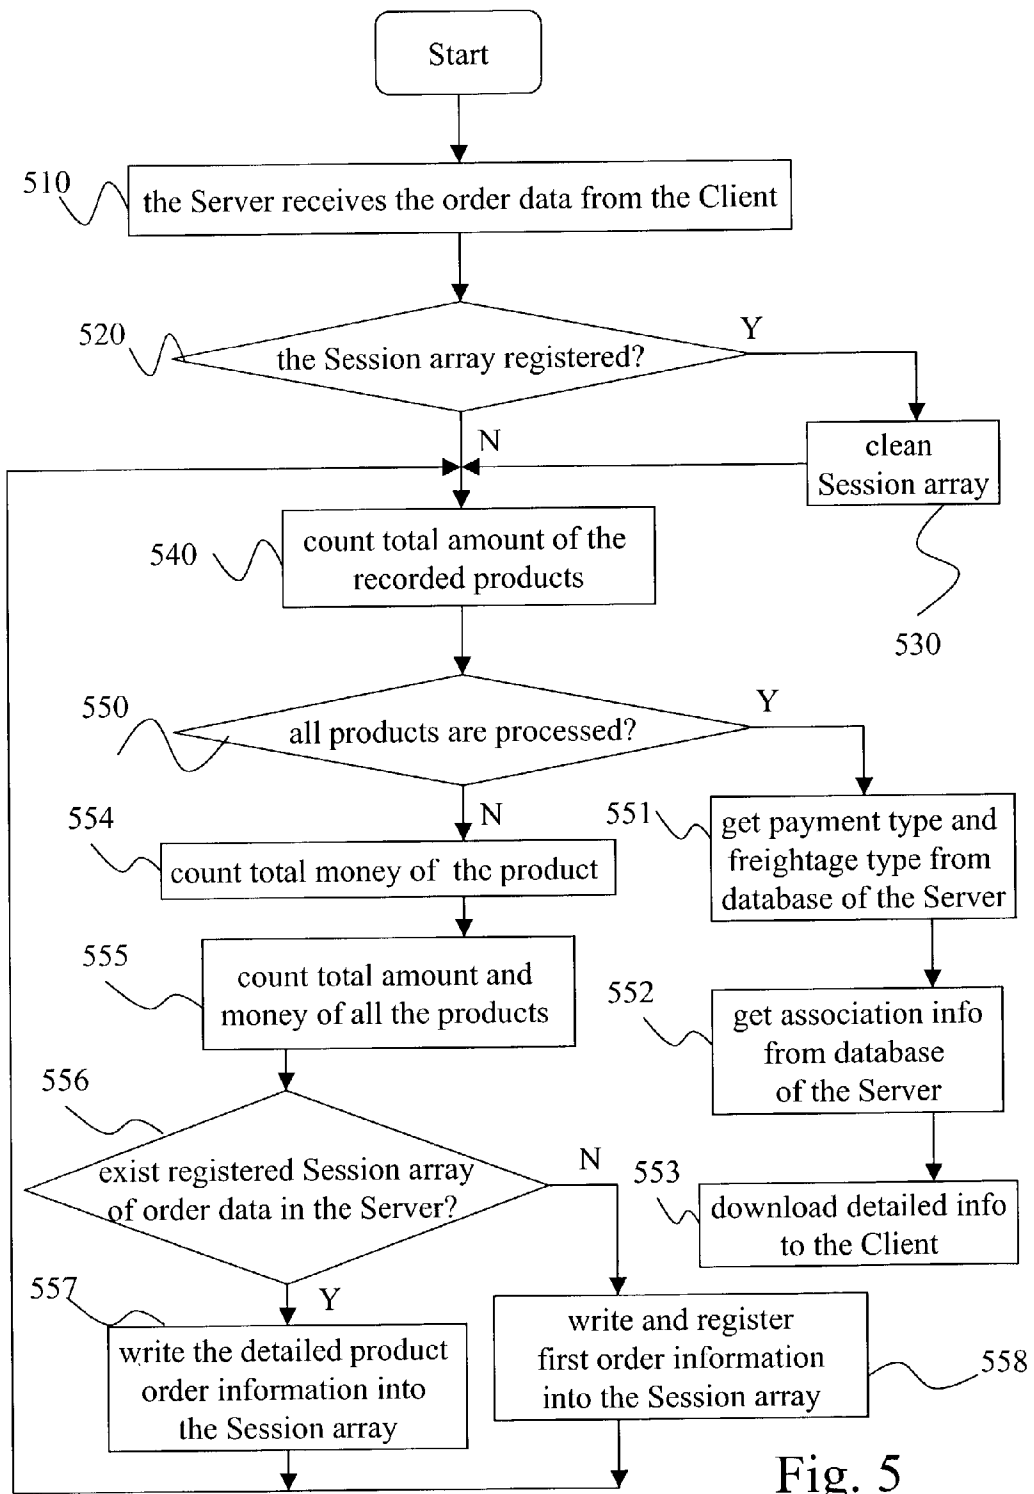 Start
510
the Server receives the order data from the Client
520
the Session array registered?
Y
N
clean
Session array
530
540
count total amount of the
recorded products
550
all products are processed?
Y
N
554
count total money of the product
551
get payment type and
freightage type from
database of the Server
555
count total amount and
money of all the products
552
get association info
from database
of the Server
556
exist registered Session array
of order data in the Server?
N
Y
553
download detailed info
to the Client
557
write the detailed product
order information into
the Session array
write and register
first order information
into the Session array
558
Fig. 5